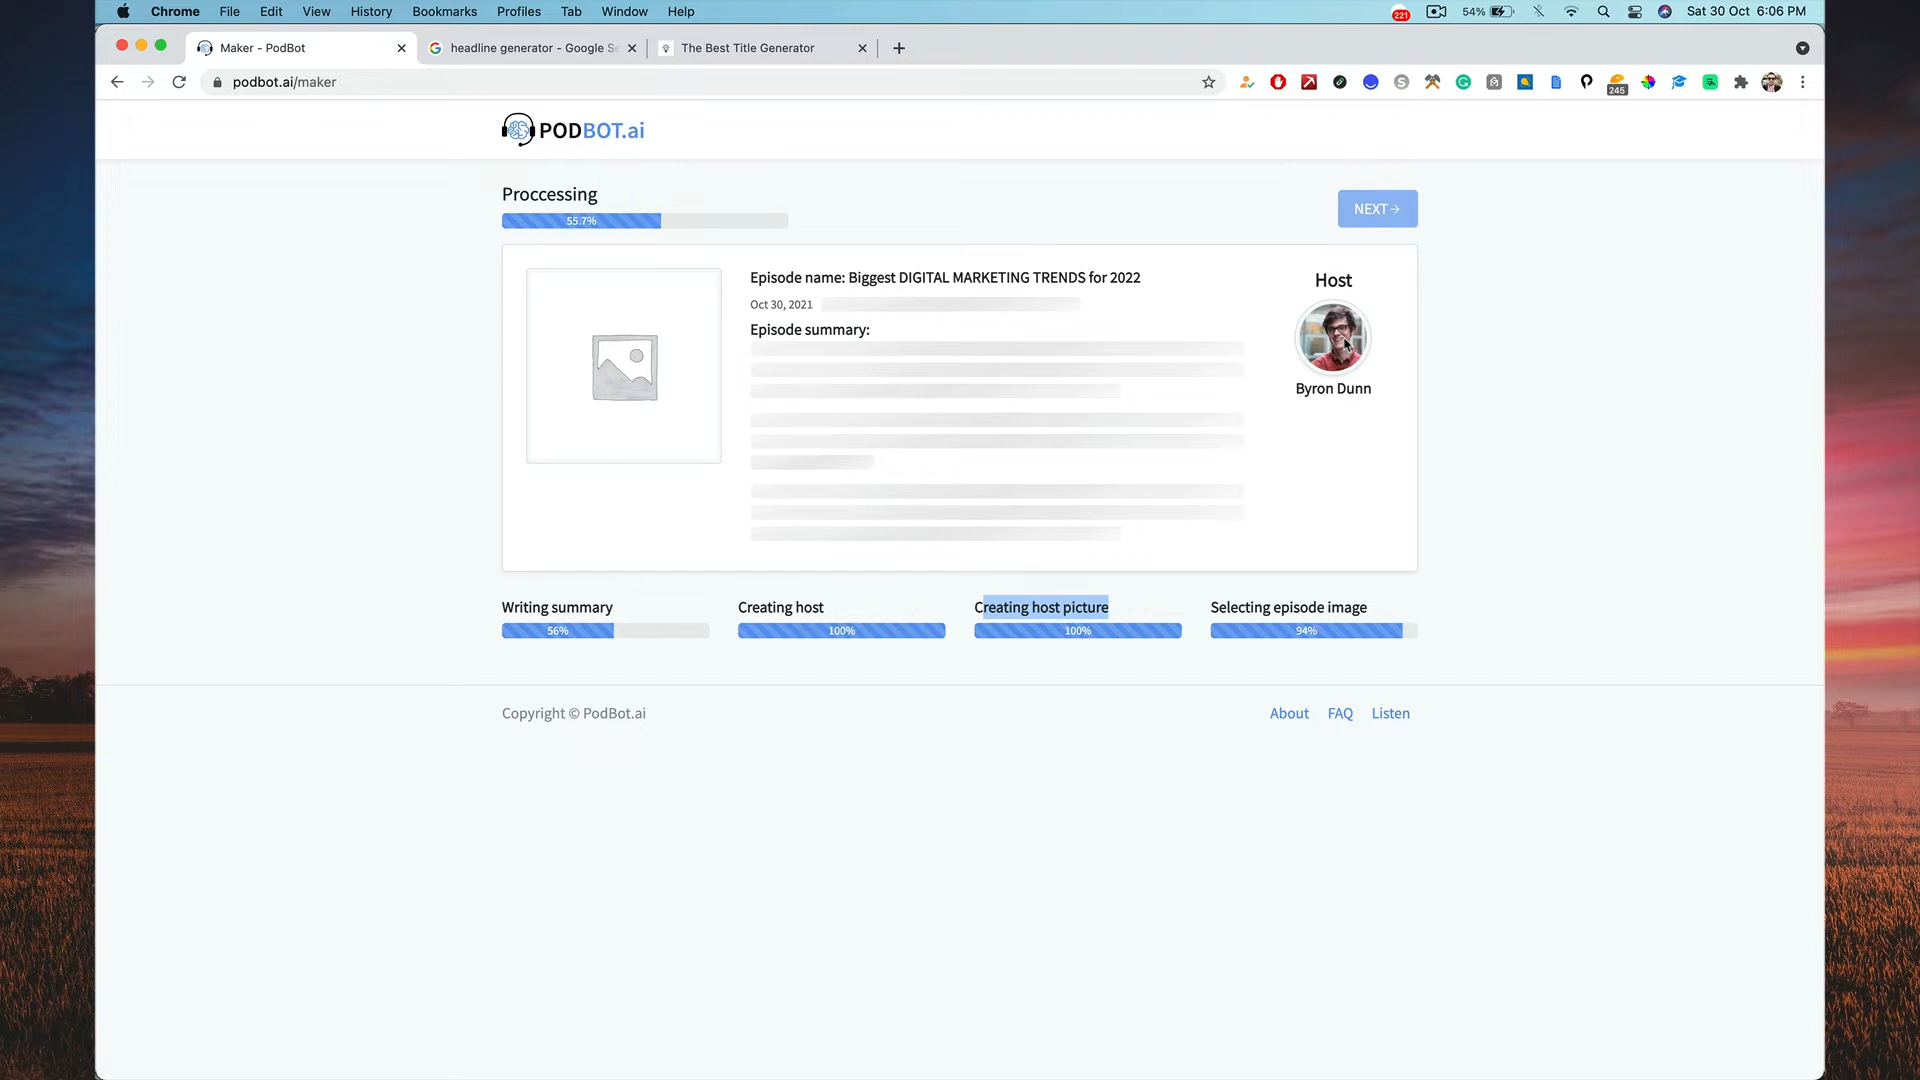 Chrome File Edit View History Bookmarks Profiles Tab Window Help
221 54% Sat 30 Oct 6:06 PM
Maker - PodBot
headline generator - Google Se
The Best Title Generator
podbot.ai/maker
245
PODBOT.ai
Proccessing
55.7%
NEXT→
Episode name: Biggest DIGITAL MARKETING TRENDS for 2022
Oct 30, 2021
Episode summary:
Host
Byron Dunn
Writing summary
56%
Creating host
100%
Creating host picture
100%
Selecting episode image
94%
Copyright © PodBot.ai
About FAQ Listen